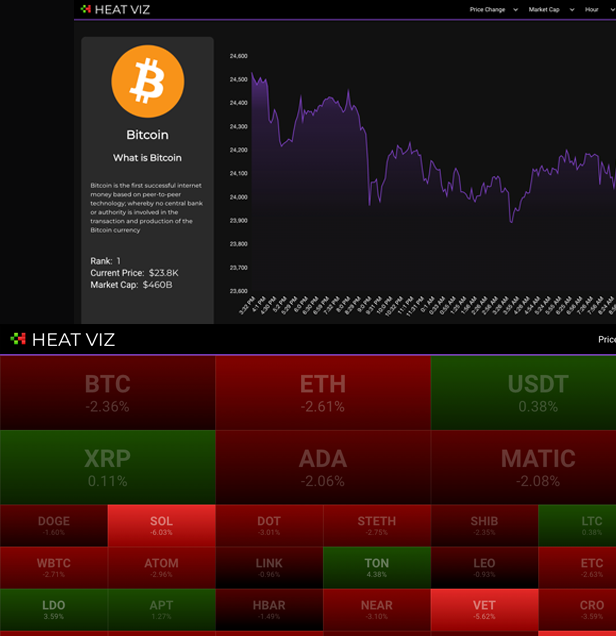 HEAT VIZ
Price Change
Market Cap
Hour
Bitcoin
What is Bitcoin
Bitcoin is the first successful internet
money based on peer-to-peer
technology; whereby no central bank
or authority is involved in the
transaction and production of the
Bitcoin currency
Rank: 1
Current Price: $23.8K
Market Cap: $460B
24,600
24,500
24,400
24,300
24,200
24,100
24,000
23,900
23,800
23,700
23,600
HEAT VIZ
BTC
-2.36%
ETH
-2.61%
USDT
0.38%
XRP
0.11%
ADA
-2.06%
MATIC
-2.08%
DOGE
-1.60%
SOL
-6.03%
DOT
-3.01%
STETH
-2.75%
SHIB
-2.35%
LTC
0.38%
WBTC
-2.71%
ATOM
-2.96%
LINK
-0.96%
TON
4.38%
LEO
-0.93%
ETC
-2.63%
LDO
3.59%
APT
1.27%
HBAR
-1.49%
NEAR
-3.10%
VET
-5.62%
CRO
-3.59%